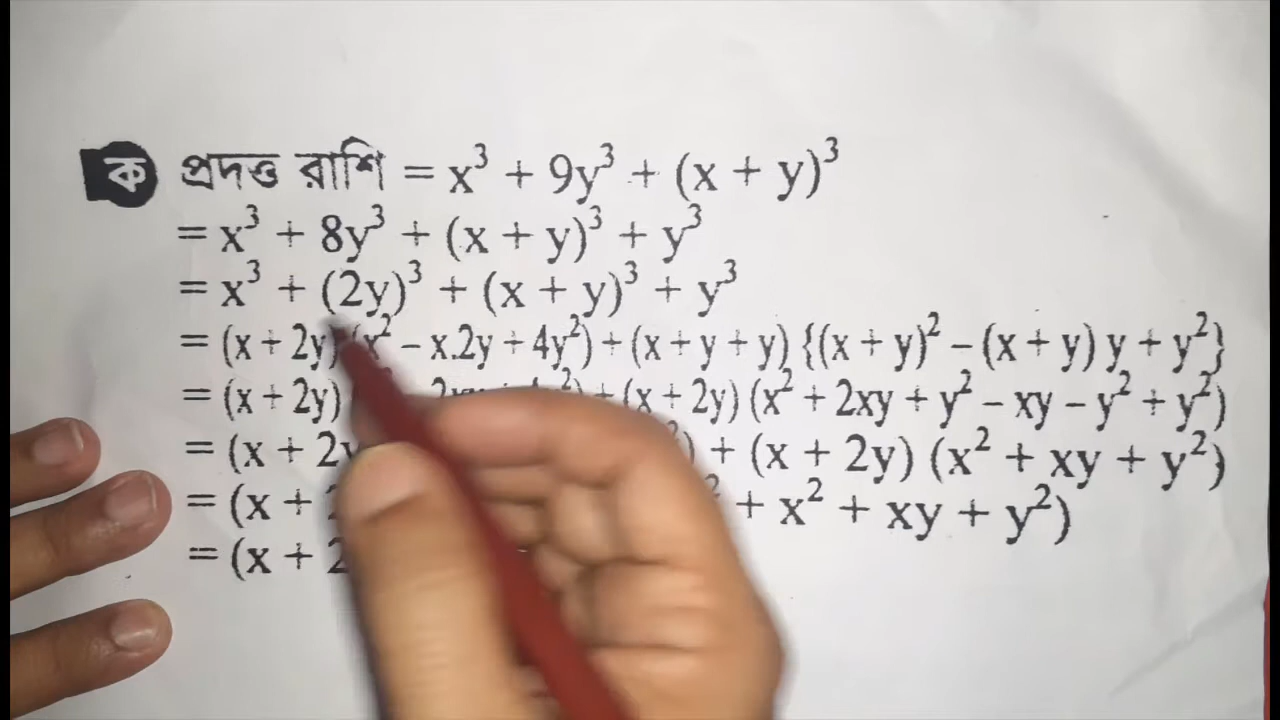 ক প্রদত্ত রাশি = x³ + 9y³ + (x + y)³
= x³ + 8y³ + (x + y)³ + y³
= x³ + (2y)³ + (x + y)³ + y³
= (x + 2y) (x² – x.2y + 4y²) + (x + y + y) {(x + y)² – (x + y) y + y²}
= (x + 2y) + (x + 2y) (x² + 2xy + y² – xy – y² + y²)
= (x + 2y + (x + 2y) (x² + xy + y²)
= (x + + x² + xy + y²)
= (x +